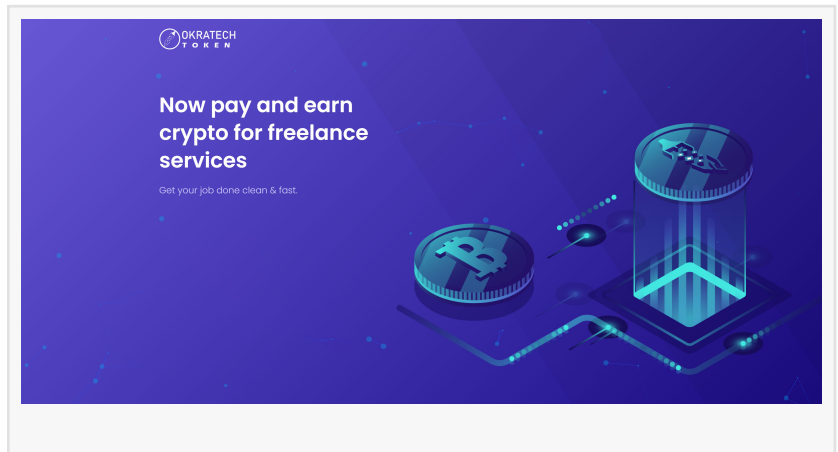 OKRATECH
TOKEN
Now pay and earn
crypto for freelance
services
Get your job done clean & fast.